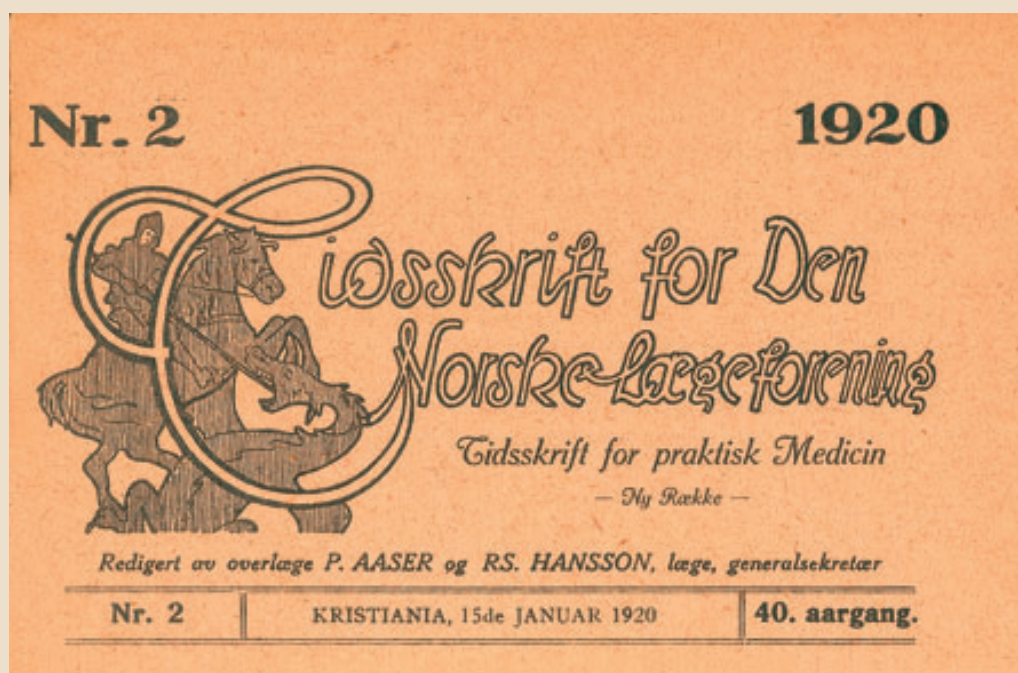 Nr. 2
1920
Tidsskrift for Den
Norske Lægeforening
Tidsskrift for praktisk Medicin
— Ny Række —
Redigert av overlæge P. AASER og RS. HANSSON, læge, generalsekretær
Nr. 2 KRISTIANIA, 15de JANUAR 1920 40. aargang.